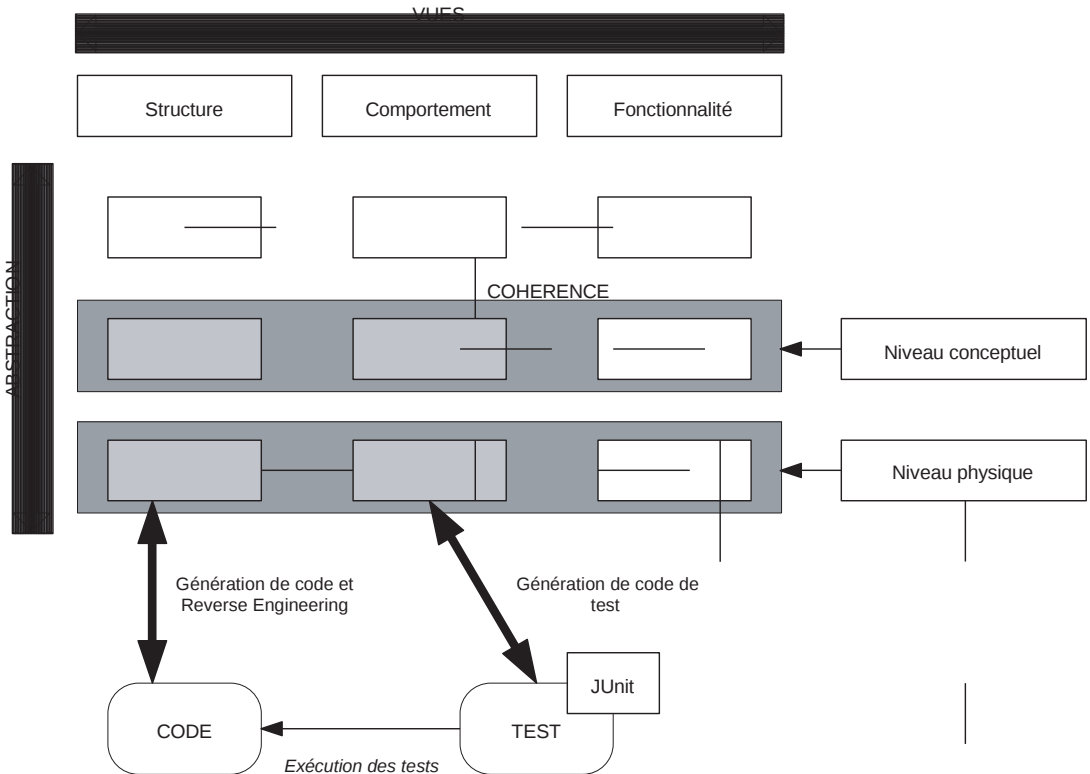 VUES
Structure
Comportement
Fonctionnalité
ABSTRACTION
COHERENCE
Niveau conceptuel
Niveau physique
Génération de code et
Reverse Engineering
Génération de code de
test
JUnit
CODE
TEST
Exécution des tests